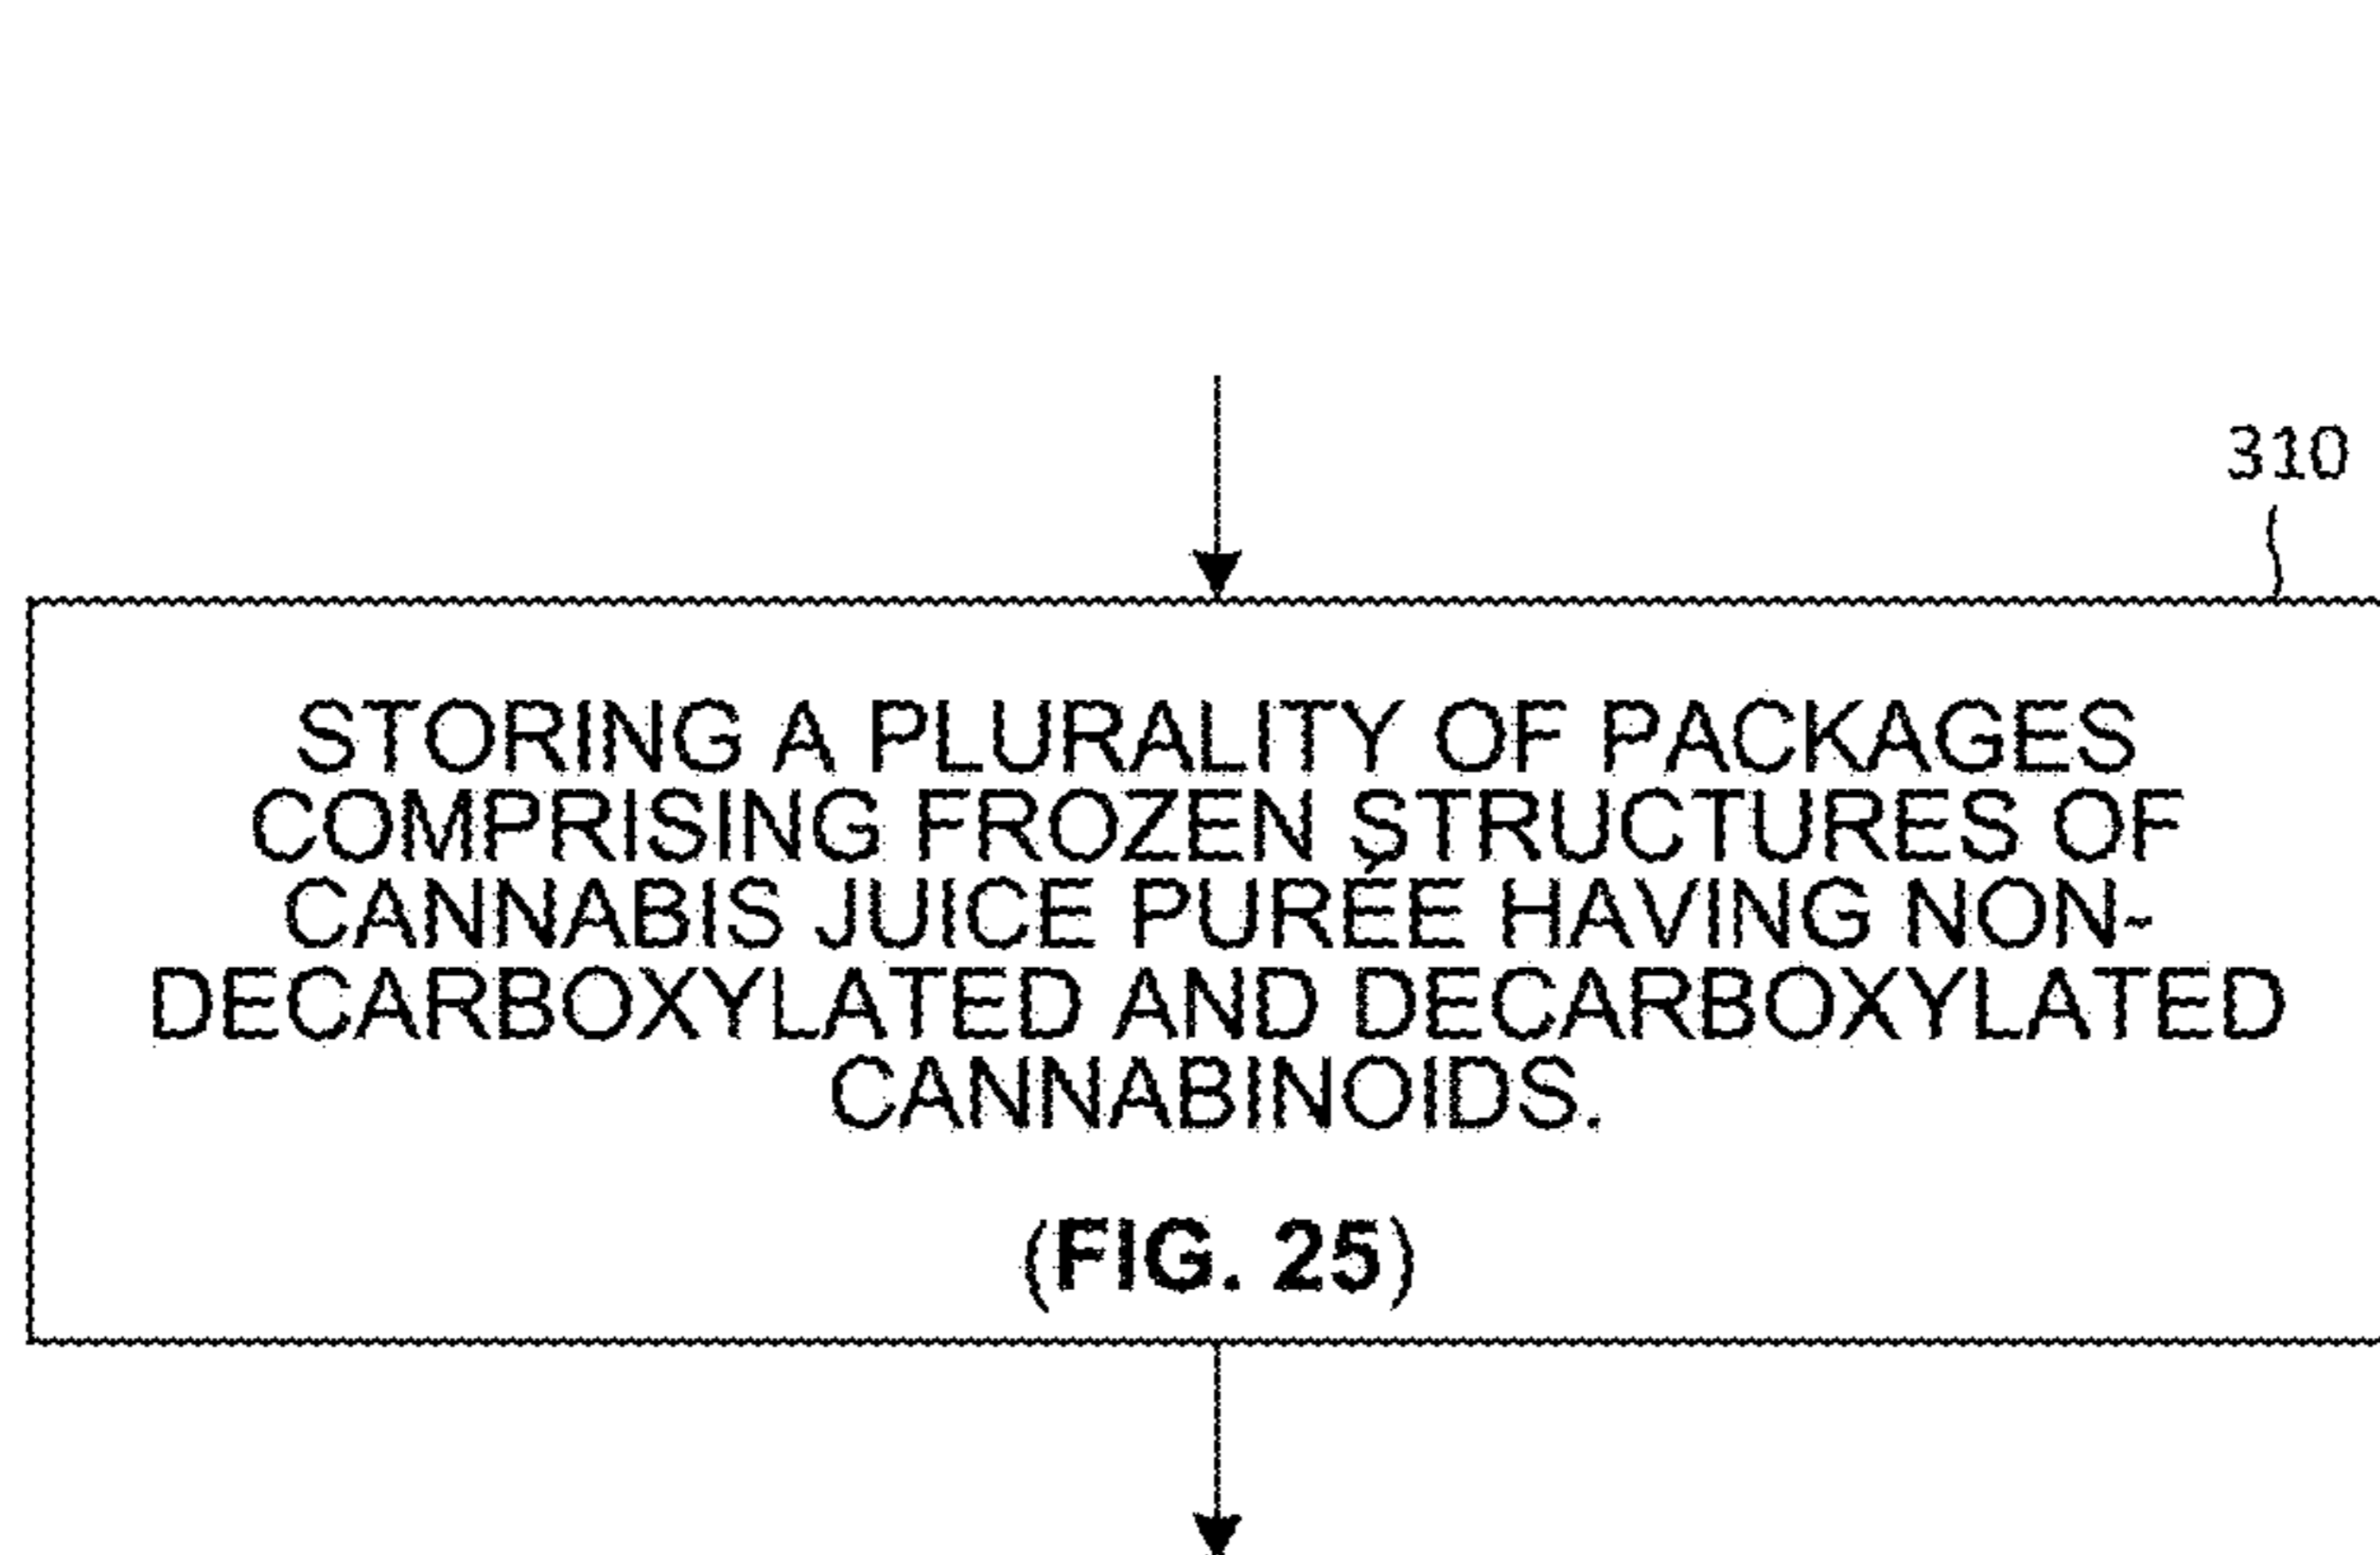 310
STORING A PLURALITY OF PACKAGES
COMPRISING FROZEN STRUCTURES OF
CANNABIS JUICE PURÉE HAVING NON-
DECARBOXYLATED AND DECARBOXYLATED
CANNABINOIDS.
(FIG. 25)